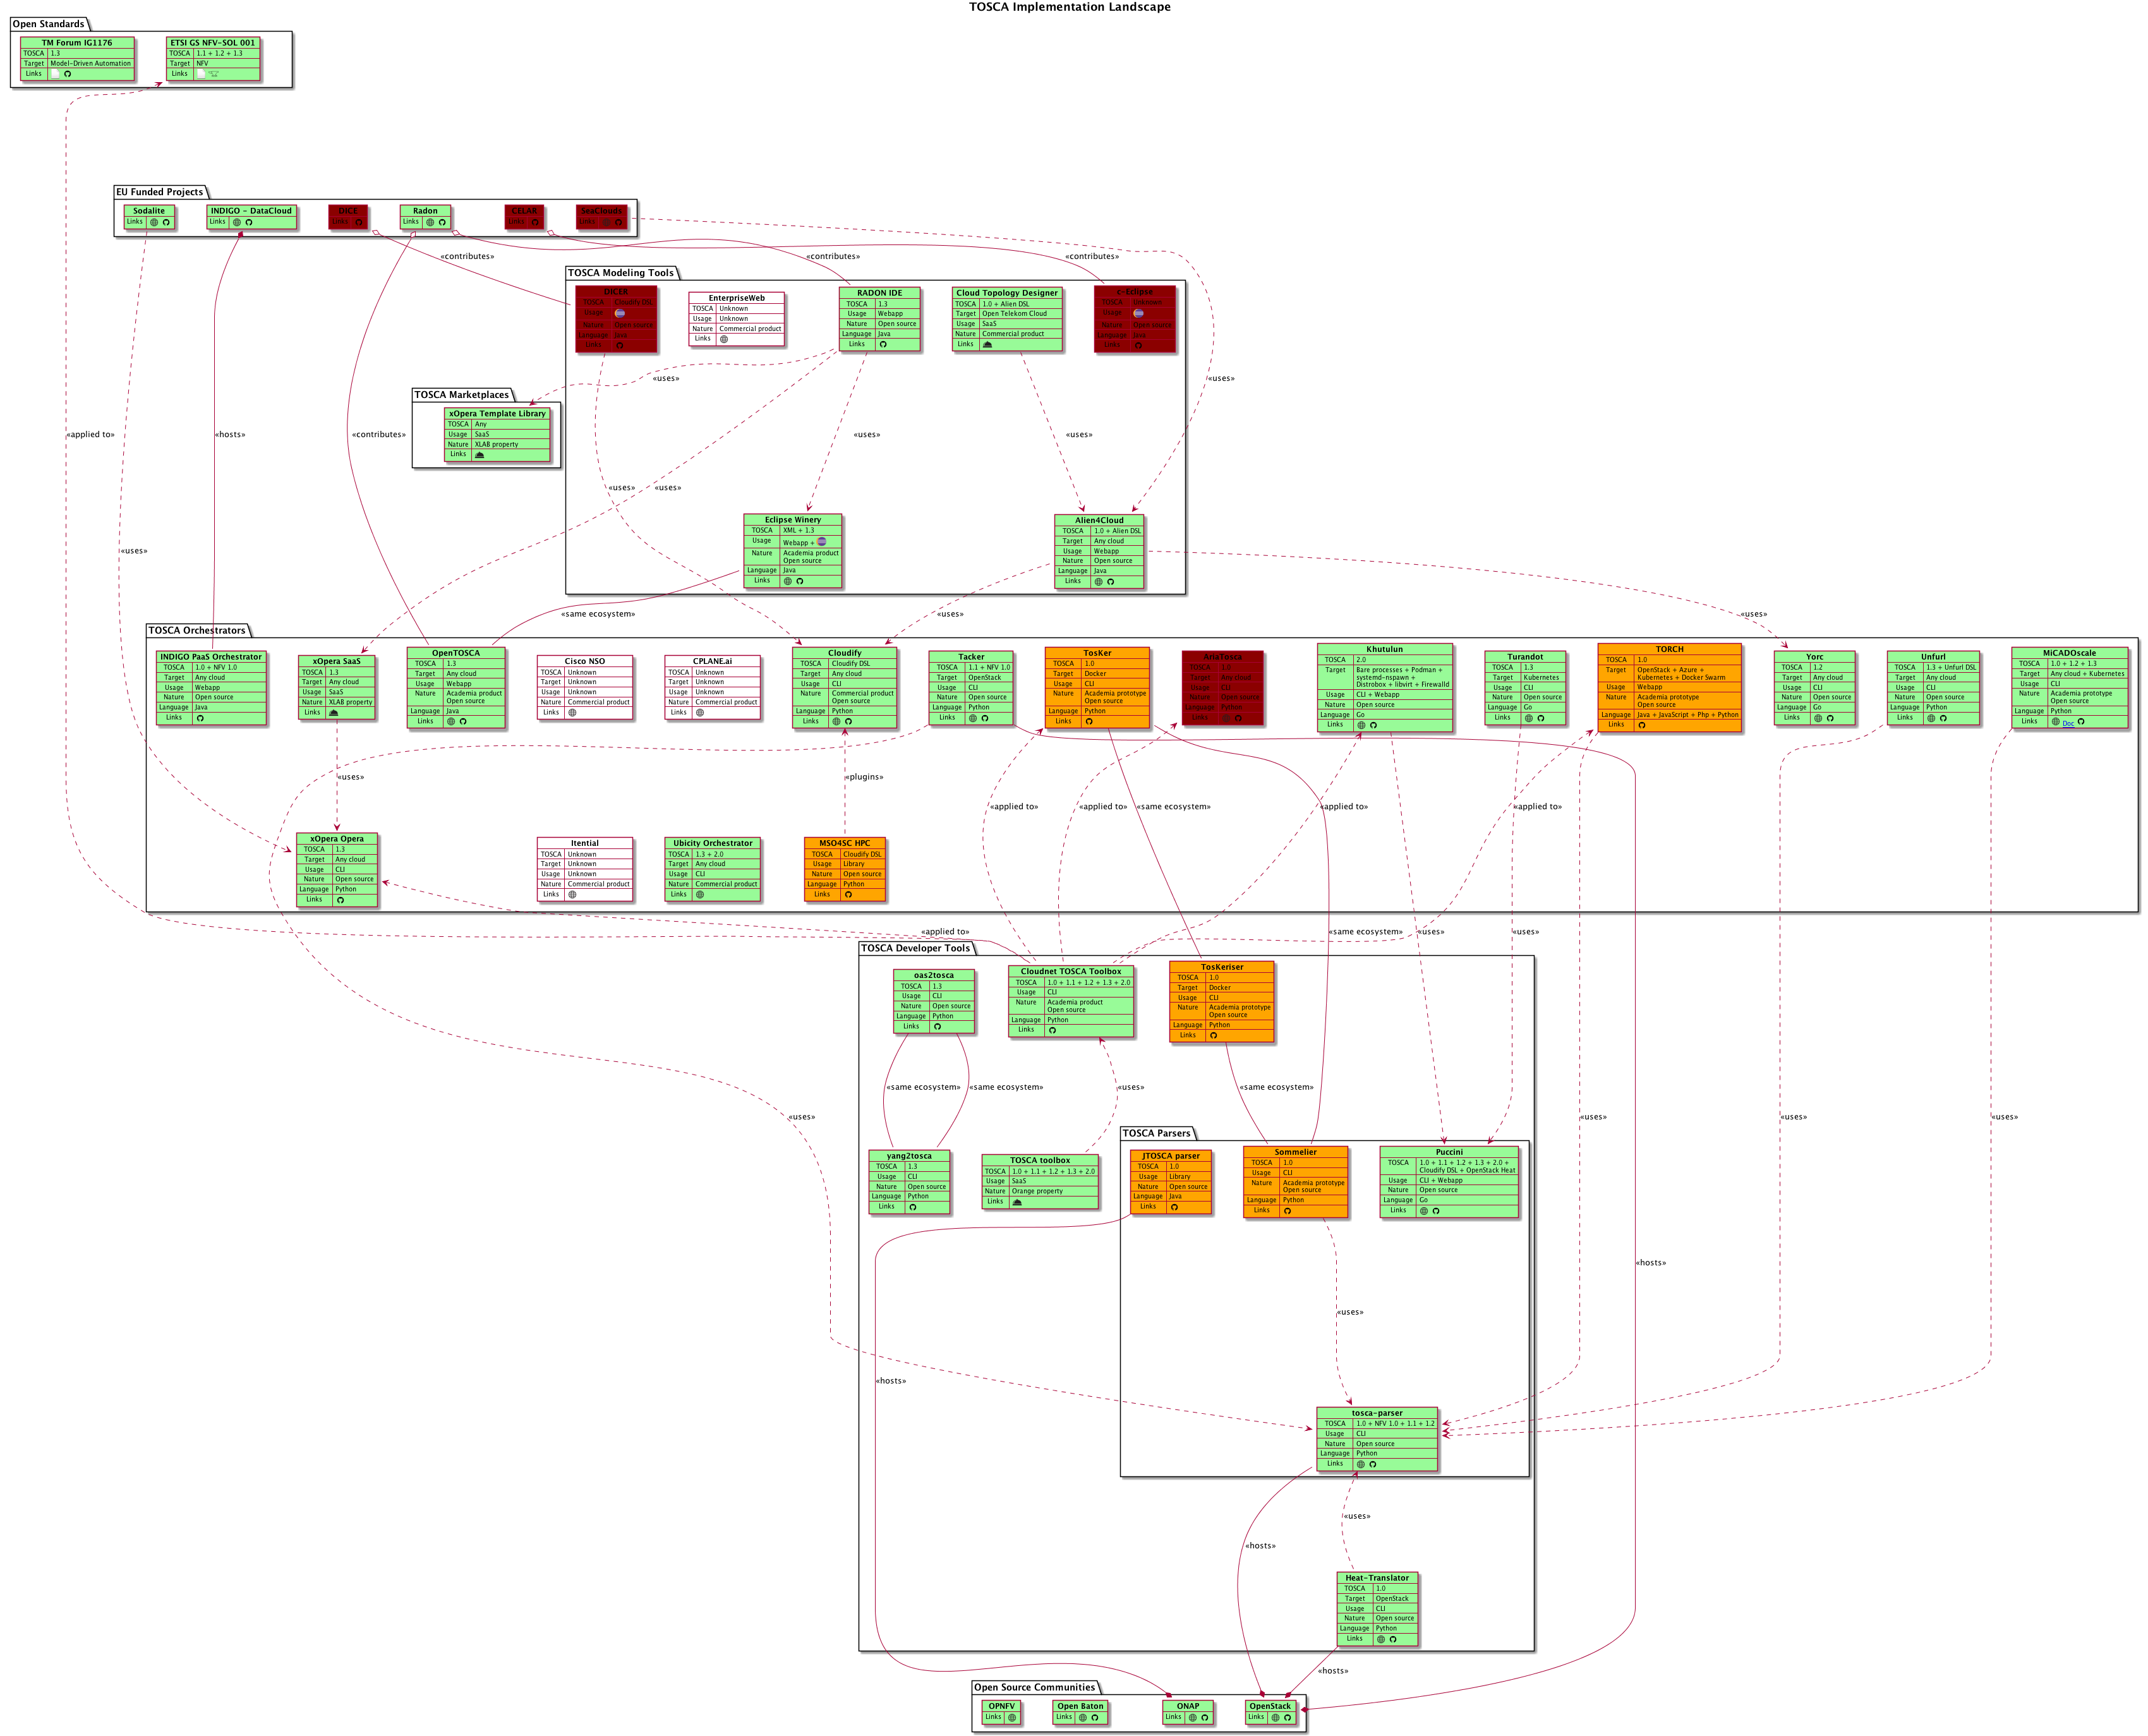 TOSCA Implementation Landscape
Open Standards
TM Forum IG1176
TOSCA 1.3
Target Model-Driven Automation
Links
ETSI GS NFV-SOL 001
TOSCA 1.1 + 1.2 + 1.3
Target NFV
Links
EU Funded Projects
Sodalite
Links
INDIGO - DataCloud
Links
DICE
Links
Radon
Links
CELAR
Links
SeaClouds
Links
«applied to»
«uses»
«hosts»
«contributes»
«contributes»
«contributes»
«contributes»
«uses»
TOSCA Modeling Tools
DICER
TOSCA Cloudify DSL
Usage
Nature Open source
Language Java
Links
EnterpriseWeb
TOSCA Unknown
Usage Unknown
Nature Commercial product
Links
RADON IDE
TOSCA 1.3
Usage Webapp
Nature Open source
Language Java
Links
Cloud Topology Designer
TOSCA 1.0 + Alien DSL
Target Open Telekom Cloud
Usage SaaS
Nature Commercial product
Links
c-Eclipse
TOSCA Unknown
Usage
Nature Open source
Language Java
Links
«uses»
«uses»
«uses»
«uses»
«uses»
TOSCA Marketplaces
xOpera Template Library
TOSCA Any
Usage SaaS
Nature XLAB property
Links
Eclipse Winery
TOSCA XML + 1.3
Usage Webapp +
Nature Academia product
Open source
Language Java
Links
Alien4Cloud
TOSCA 1.0 + Alien DSL
Target Any cloud
Usage Webapp
Nature Open source
Language Java
Links
«same ecosystem»
«uses»
«uses»
TOSCA Orchestrators
INDIGO PaaS Orchestrator
TOSCA 1.0 + NFV 1.0
Target Any cloud
Usage Webapp
Nature Open source
Language Java
Links
xOpera SaaS
TOSCA 1.3
Target Any cloud
Usage SaaS
Nature XLAB property
Links
OpenTOSCA
TOSCA 1.3
Target Any cloud
Usage Webapp
Nature Academia product
Open source
Language Java
Links
Cisco NSO
TOSCA Unknown
Target Unknown
Usage Unknown
Nature Commercial product
Links
CPLANE.ai
TOSCA Unknown
Target Unknown
Usage Unknown
Nature Commercial product
Links
Cloudify
TOSCA Cloudify DSL
Target Any cloud
Usage CLI
Nature Commercial product
Open source
Language Python
Links
Tacker
TOSCA 1.1 + NFV 1.0
Target OpenStack
Usage CLI
Nature Open source
Language Python
Links
TosKer
TOSCA 1.0
Target Docker
Usage CLI
Nature Academia prototype
Open source
Language Python
Links
AriaTosca
TOSCA 1.0
Target Any cloud
Usage CLI
Nature Open source
Language Python
Links
Khutulun
TOSCA 2.0
Target Bare processes + Podman +
systemd-nspawn +
Distrobox + libvirt + Firewalld
Usage CLI + Webapp
Nature Open source
Language Go
Links
Turandot
TOSCA 1.3
Target Kubernetes
Usage CLI
Nature Open source
Language Go
Links
TORCH
TOSCA 1.0
Target OpenStack + Azure +
Kubernetes + Docker Swarm
Usage Webapp
Nature Academia prototype
Open source
Language Java + JavaScript + Php + Python
Links
Yorc
TOSCA 1.2
Target Any cloud
Usage CLI
Nature Open source
Language Go
Links
Unfurl
TOSCA 1.3 + Unfurl DSL
Target Any cloud
Usage CLI
Nature Open source
Language Python
Links
MiCADOscale
TOSCA 1.0 + 1.2 + 1.3
Target Any cloud + Kubernetes
Usage CLI
Nature Academia prototype
Open source
Language Python
Links Doc
«uses»
«plugins»
«applied to»
«applied to»
«same ecosystem»
«applied to»
«applied to»
xOpera Opera
TOSCA 1.3
Target Any cloud
Usage CLI
Nature Open source
Language Python
Links
Itential
TOSCA Unknown
Target Unknown
Usage Unknown
Nature Commercial product
Links
Ubicity Orchestrator
TOSCA 1.3 + 2.0
Target Any cloud
Usage CLI
Nature Commercial product
Links
MSO4SC HPC
TOSCA Cloudify DSL
Usage Library
Nature Open source
Language Python
Links
«applied to»
«same ecosystem»
«uses»
«uses»
TOSCA Developer Tools
oas2tosca
TOSCA 1.3
Usage CLI
Nature Open source
Language Python
Links
Cloudnet TOSCA Toolbox
TOSCA 1.0 + 1.1 + 1.2 + 1.3 + 2.0
Usage CLI
Nature Academia product
Open source
Language Python
Links
TosKeriser
TOSCA 1.0
Target Docker
Usage CLI
Nature Academia prototype
Open source
Language Python
Links
«same ecosystem»
«same ecosystem»
«uses»
«same ecosystem»
«uses»
«uses»
«uses»
«uses»
yang2tosca
TOSCA 1.3
Usage CLI
Nature Open source
Language Python
Links
TOSCA toolbox
TOSCA 1.0 + 1.1 + 1.2 + 1.3 + 2.0
Usage SaaS
Nature Orange property
Links
TOSCA Parsers
JTOSCA parser
TOSCA 1.0
Usage Library
Nature Open source
Language Java
Links
Sommelier
TOSCA 1.0
Usage CLI
Nature Academia prototype
Open source
Language Python
Links
Puccini
TOSCA 1.0 + 1.1 + 1.2 + 1.3 + 2.0 +
Cloudify DSL + OpenStack Heat
Usage CLI + Webapp
Nature Open source
Language Go
Links
«hosts»
«uses»
«hosts»
tosca-parser
TOSCA 1.0 + NFV 1.0 + 1.1 + 1.2
Usage CLI
Nature Open source
Language Python
Links
«hosts»
«uses»
Heat-Translator
TOSCA 1.0
Target OpenStack
Usage CLI
Nature Open source
Language Python
Links
«hosts»
Open Source Communities
OPNFV
Links
Open Baton
Links
ONAP
Links
OpenStack
Links